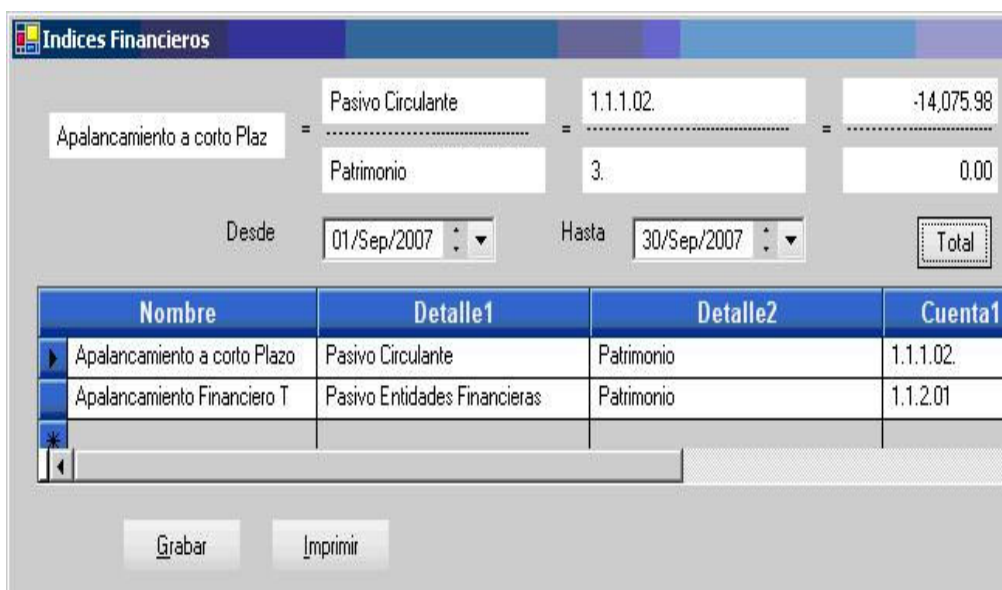 Indices Financieros
Pasivo Circulante 1.1.1.02. -14,075.98
Apalancamiento a corto Plaz = = =
Patrimonio 3. 0.00
Desde 01/Sep/2007 Hasta 30/Sep/2007 Total
Nombre Detalle1 Detalle2 Cuenta1
Apalancamiento a corto Plazo Pasivo Circulante Patrimonio 1.1.1.02.
Apalancamiento Financiero T Pasivo Entidades Financieras Patrimonio 1.1.2.01
Grabar Imprimir